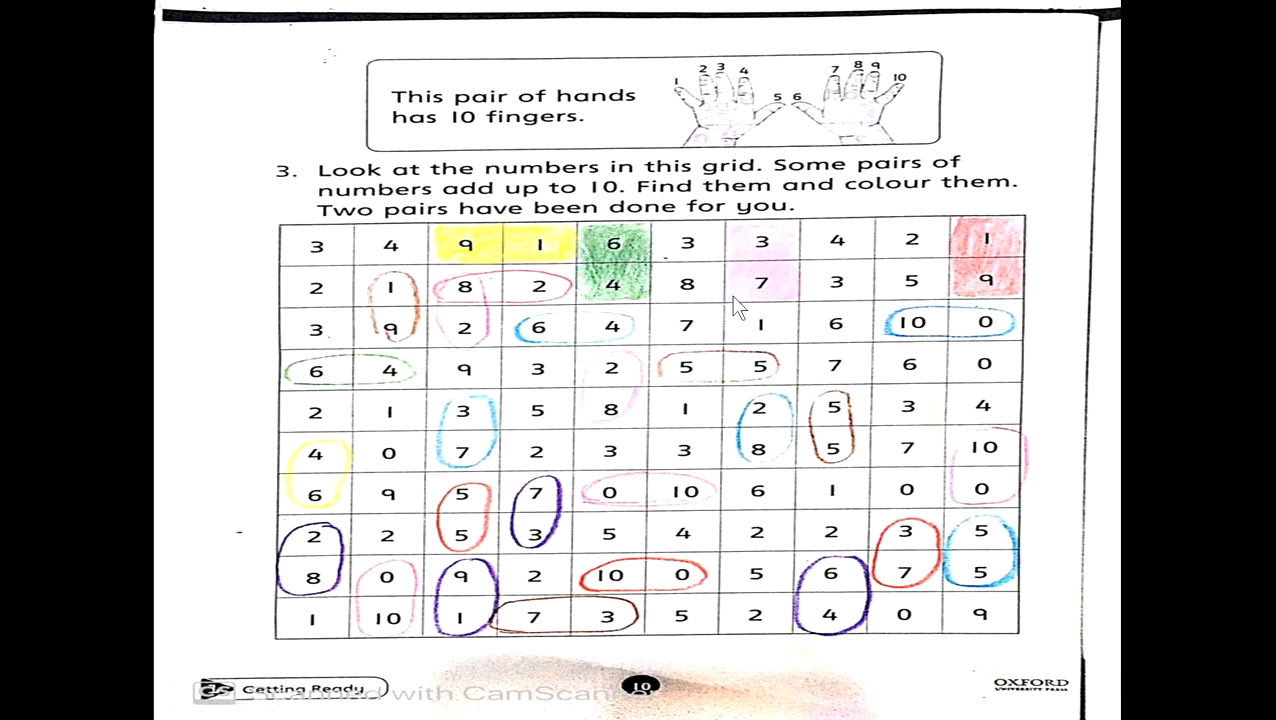 This pair of hands
has 10 fingers.
1 2 3 4 5 6 7 8 9 10
3. Look at the numbers in this grid. Some pairs of
numbers add up to 10. Find them and colour them.
Two pairs have been done for you.
3 4 9 1 6 3 3 4 2 1
2 1 8 2 4 8 7 3 5 9
3 9 2 6 4 7 1 6 10 0
6 4 9 3 2 5 5 7 6 0
2 1 3 5 8 1 2 5 3 4
4 0 7 2 3 3 8 5 7 10
6 9 5 7 0 10 6 1 0 0
2 2 5 3 5 4 2 2 3 5
8 0 9 2 10 0 5 6 7 5
1 10 1 7 3 5 2 4 0 9
Getting Ready
CS Scanned with CamScanner
10
OXFORD
UNIVERSITY PRESS